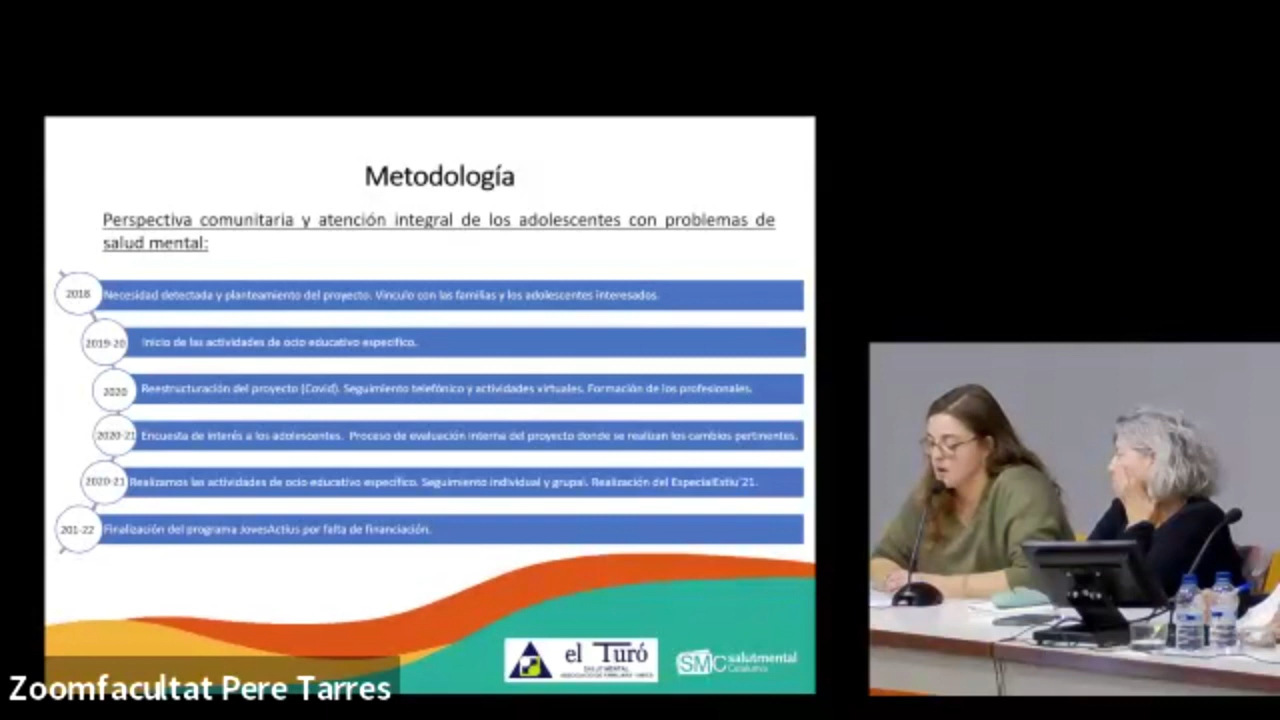 Metodología
Perspectiva comunitaria y atención integral de los adolescentes con problemas de
salud mental:
2018 Necesidad detectada y planteamiento del proyecto. Vinculo con las familias y los adolescentes interesados.
2019-20 Inicio de las actividades de ocio educativo especifico.
2020 Reestructuración del proyecto (Covid). Seguimiento telefónico y actividades virtuales. Formación de los profesionales.
2020-21 Encuesta de interés a los adolescentes. Proceso de evaluación interna del proyecto donde se realizan los cambios pertinentes.
2020-21 Realizamos las actividades de ocio educativo especifico. Seguimiento individual y grupal. Realización del EspecialEstiu'21.
201-22 Finalización del programa JovesActius por falta de financiación.
el Turó
SALUT MENTAL
SMC salutmental
Catalunya
Zoomfacultat Pere Tarres